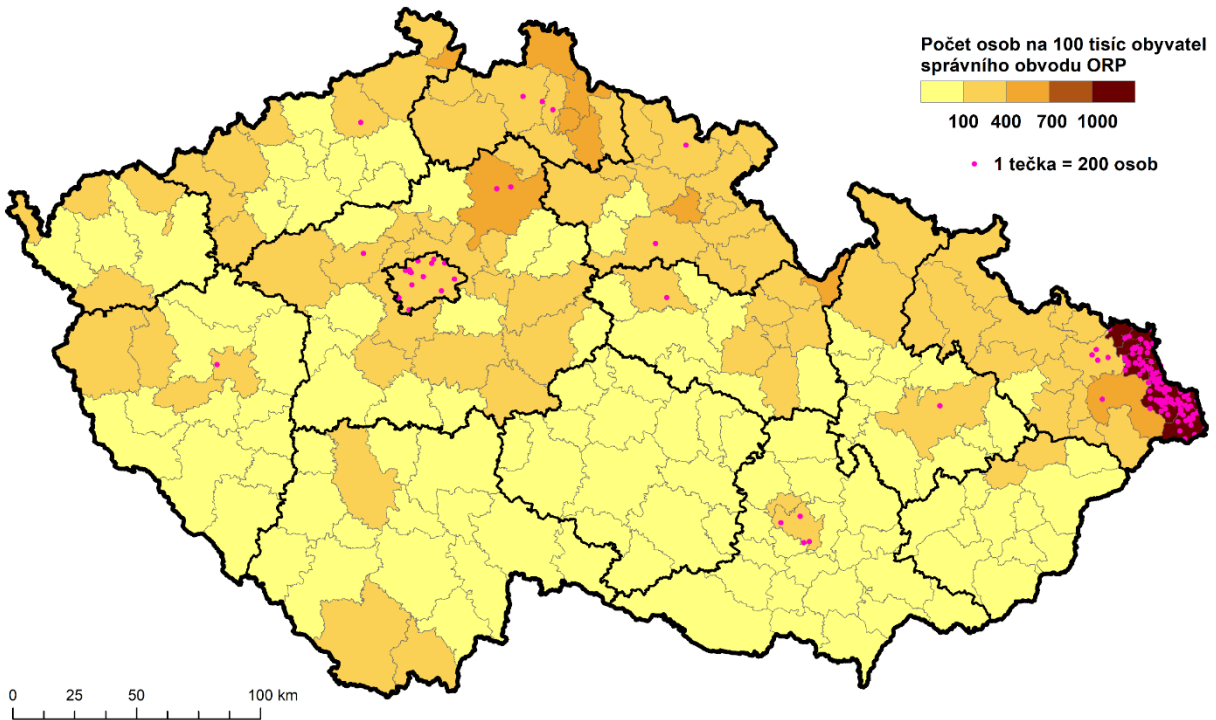 Počet osob na 100 tisíc obyvatel
správního obvodu ORP
100 400 700 1000
1 tečka = 200 osob
0 25 50 100 km